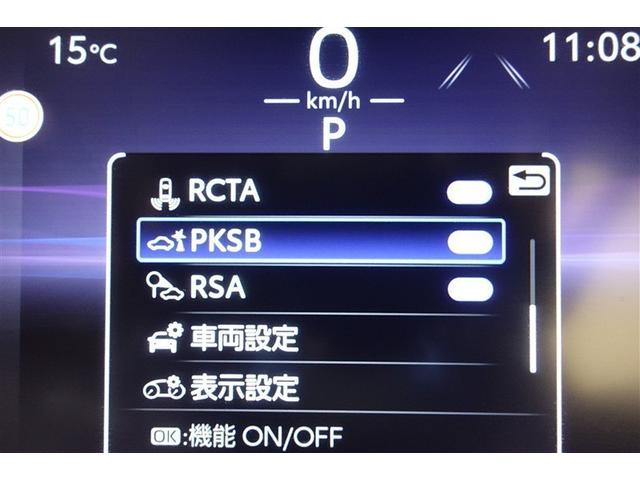 15℃
0
11:08
km/h
50
P
RCTA
PKSB
RSA
車両設定
表示設定
OK:機能 ON/OFF